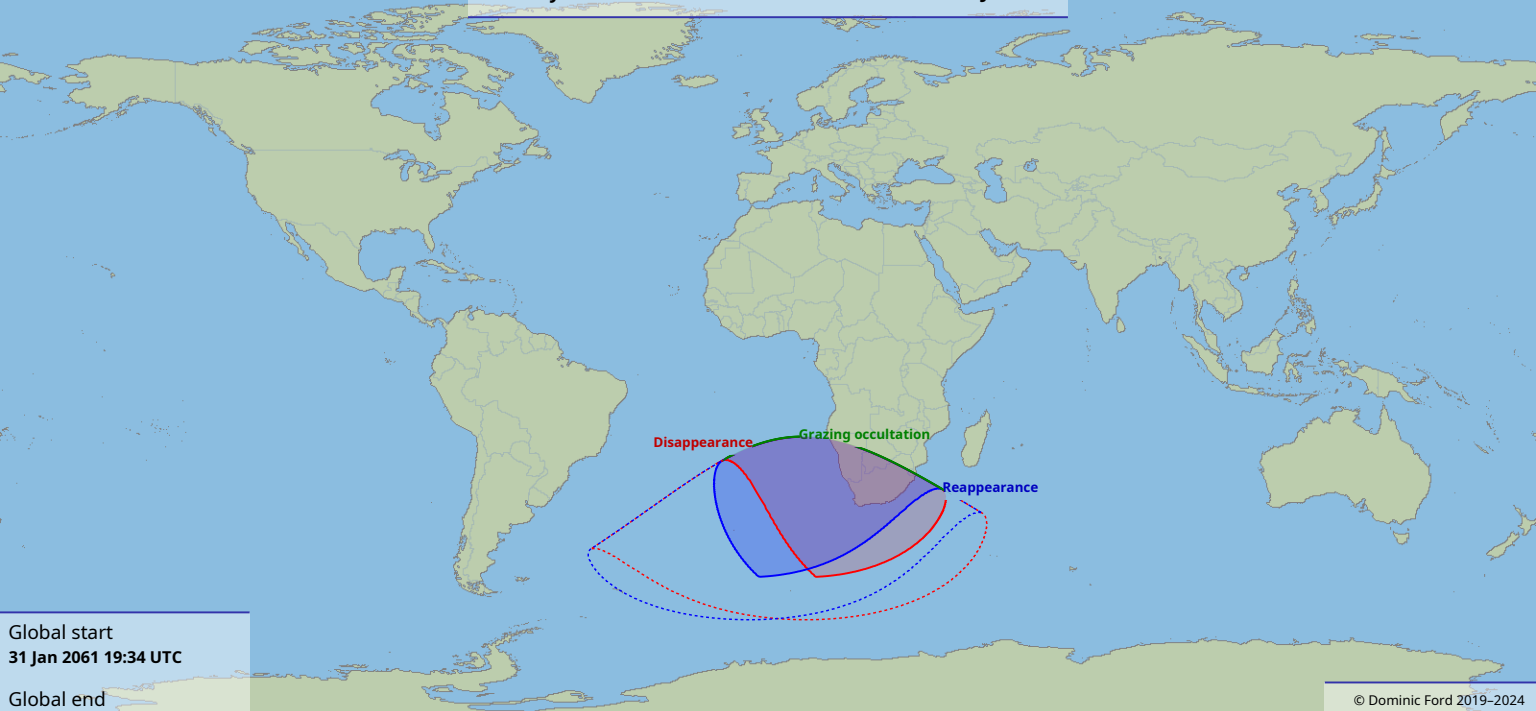 Grazing occultation
Disappearance
Reappearance
Global start
31 Jan 2061 19:34 UTC
Global end
© Dominic Ford 2019–2024